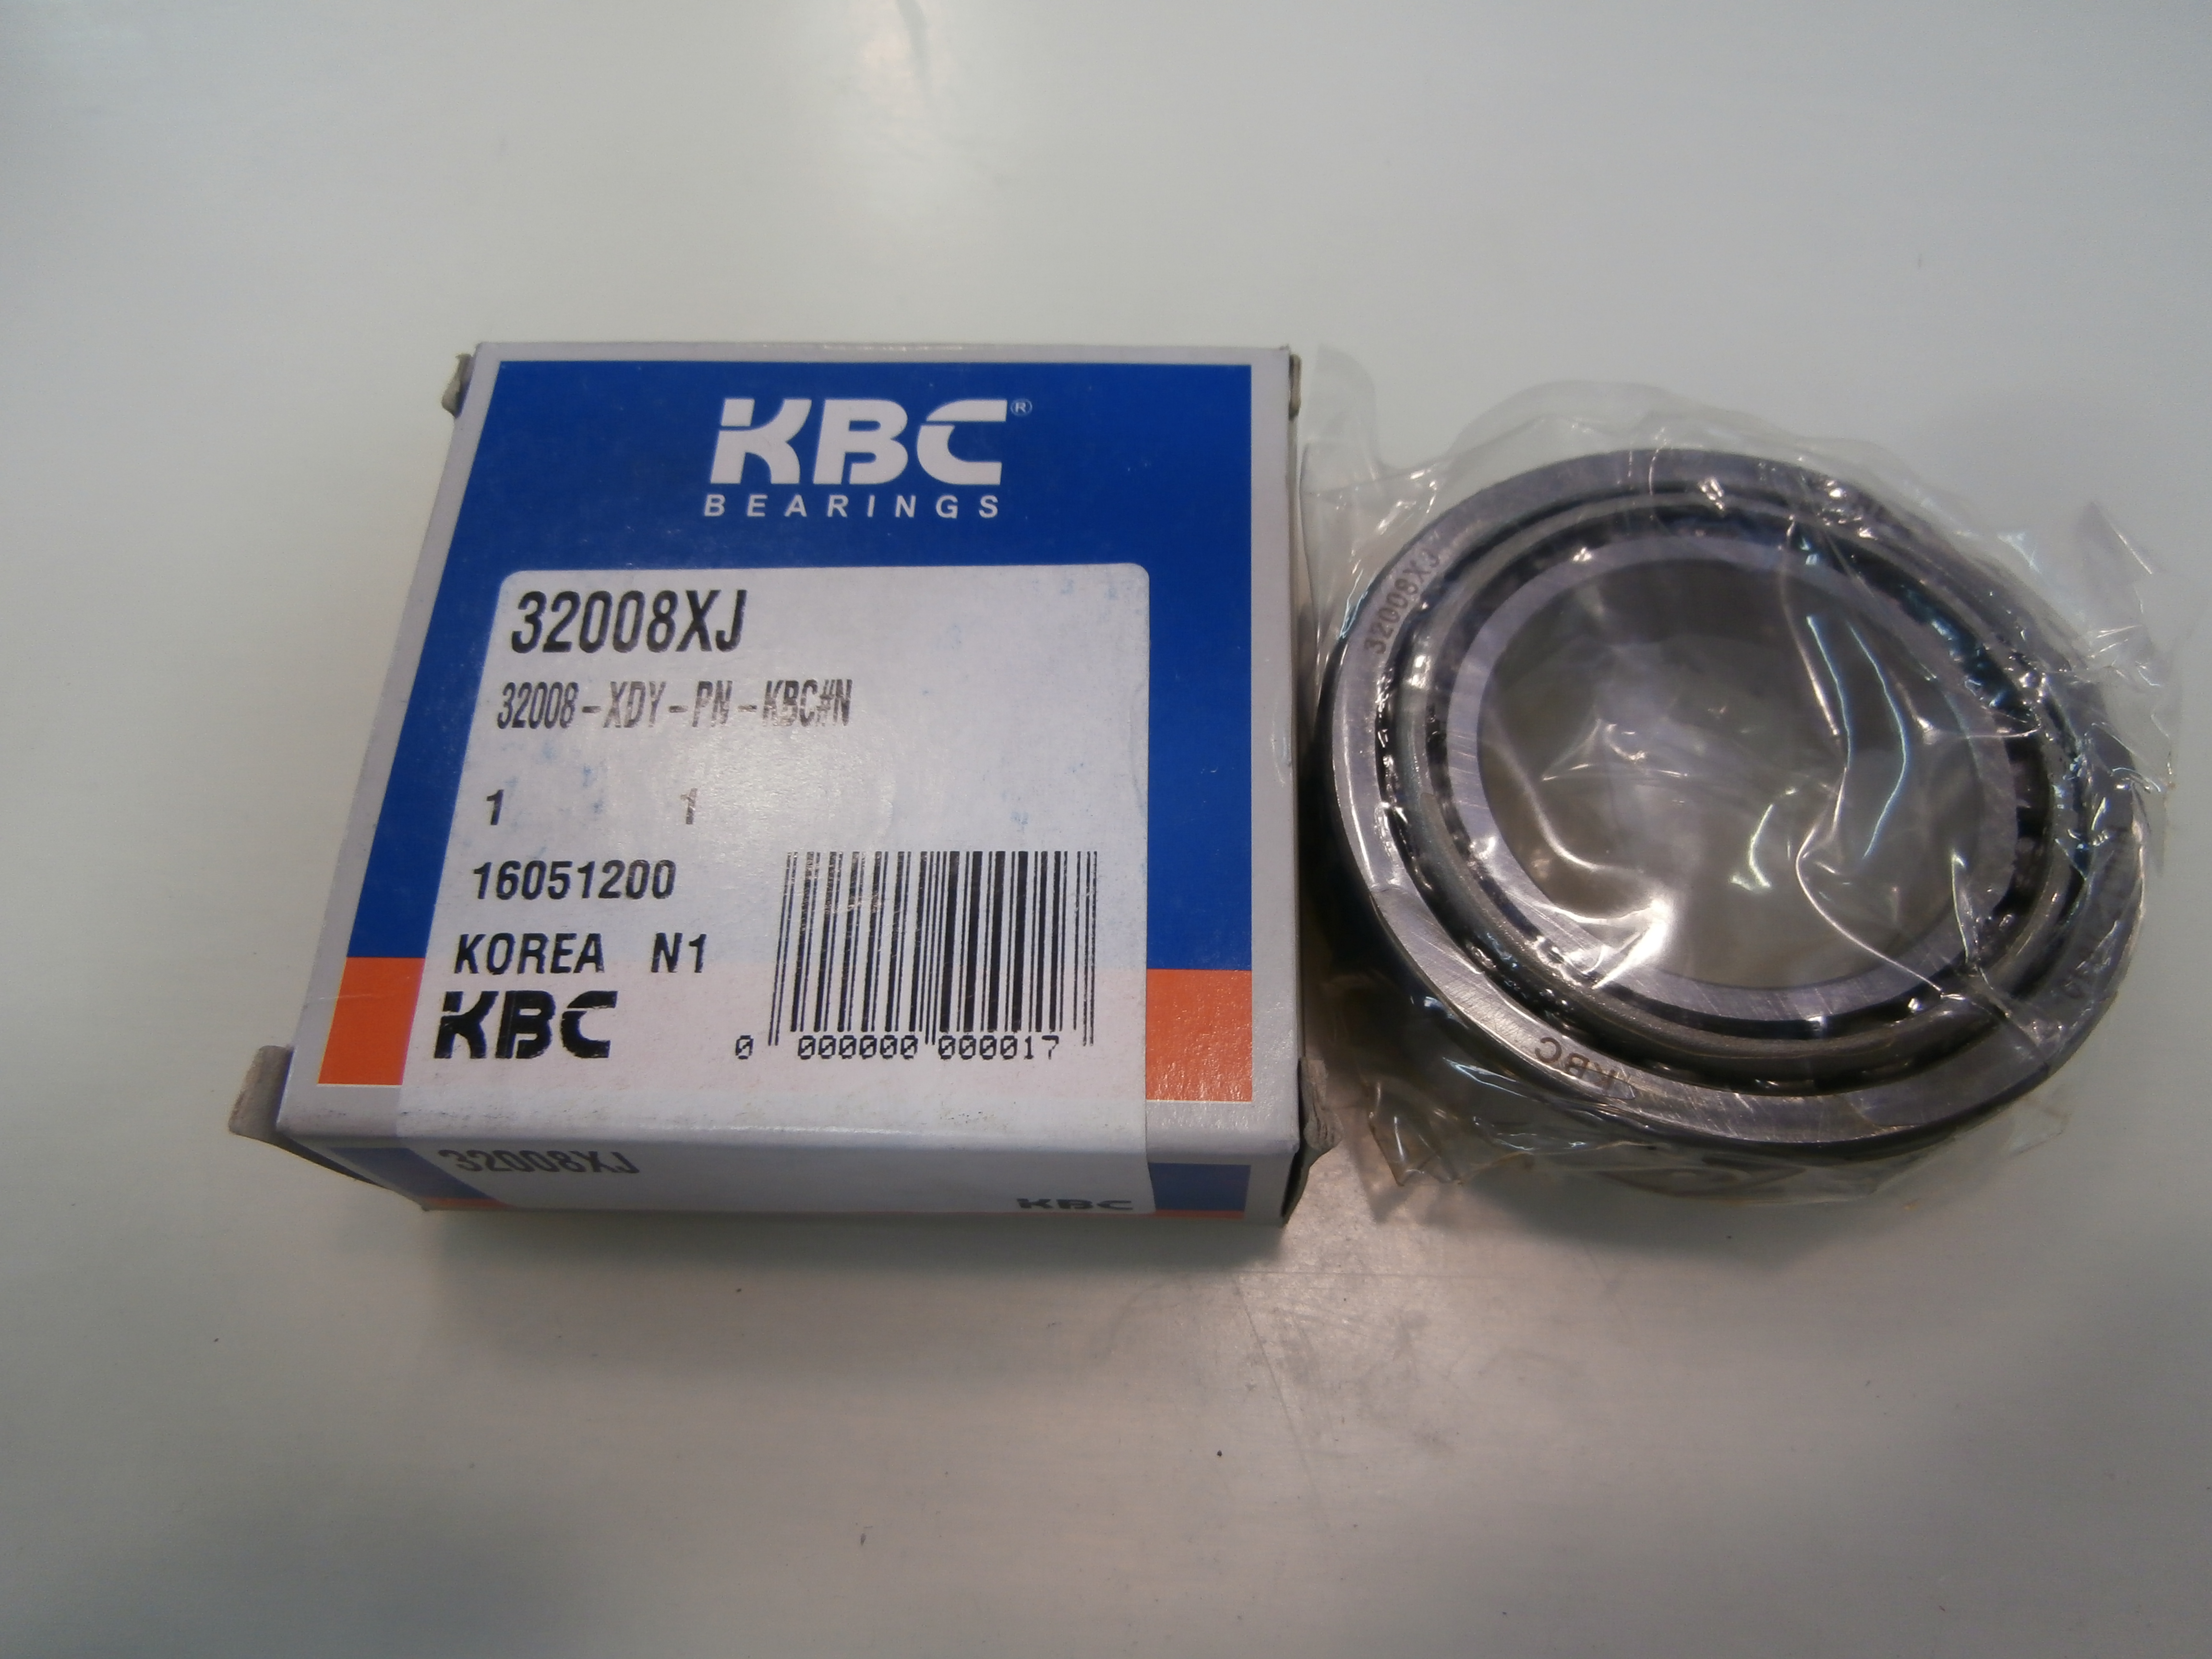 KBC®
BEARINGS
32008XJ
32008-XDY-PN-KBC#N
1 1
16051200
KOREA N1
KBC
0 000000 000017
32008XJ
KBC
32008XJ
KBC